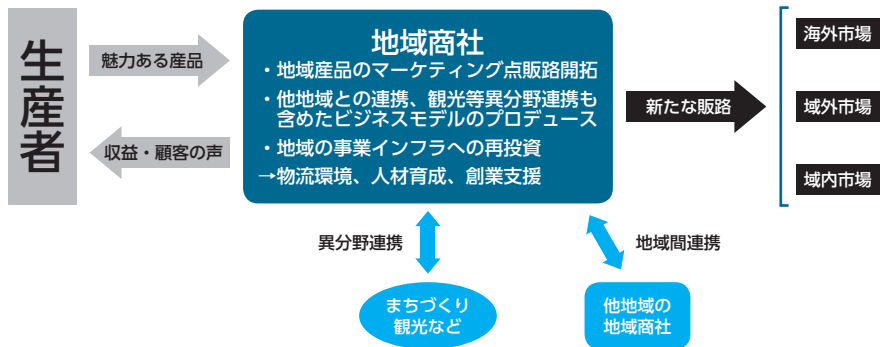 生産者
魅力ある産品
収益・顧客の声
地域商社
・地域産品のマーケティング点販路開拓
・他地域との連携、観光等異分野連携も
含めたビジネスモデルのプロデュース
・地域の事業インフラへの再投資
→物流環境、人材育成、創業支援
新たな販路
海外市場
域外市場
域内市場
異分野連携
地域間連携
まちづくり
観光など
他地域の
地域商社